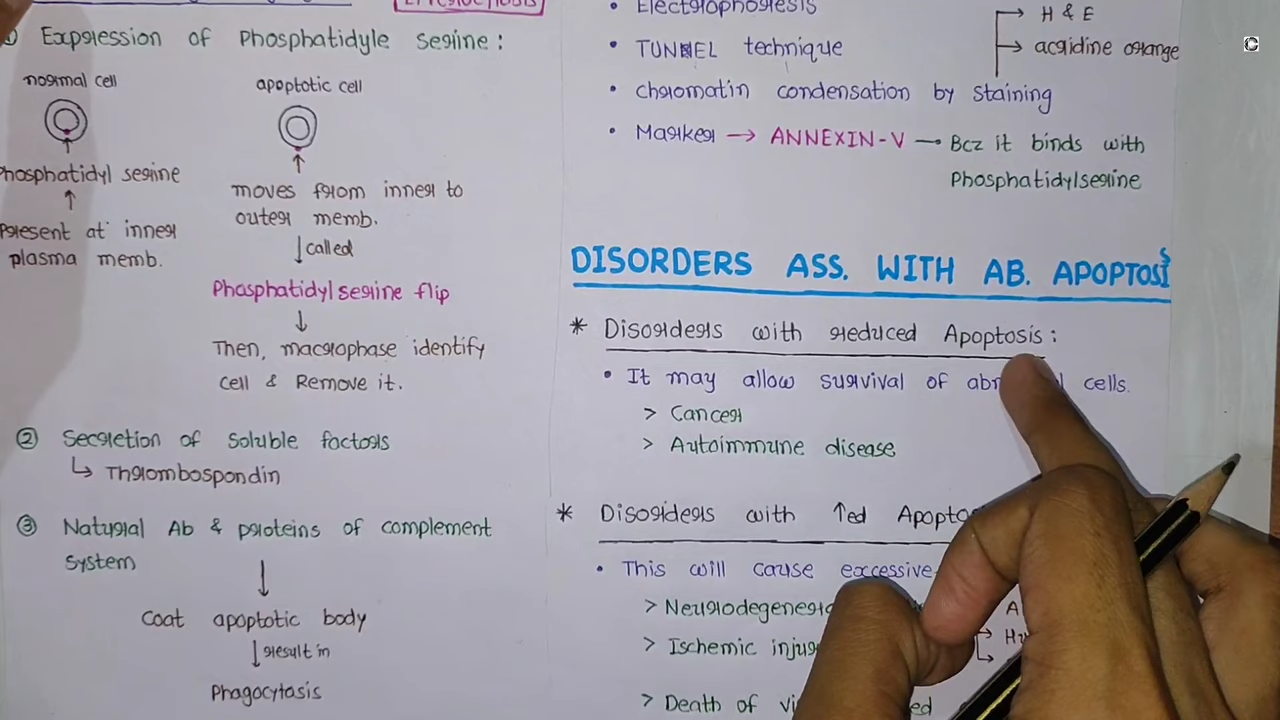 Expression of Phosphatidyle serine :
normal cell
apoptotic cell
Phosphatidyl serine
Present at inner
plasma memb.
moves from inner to
outer memb.
called
Phosphatidyl serine flip
Then, macrophase identify
cell & Remove it.
② Secretion of Soluble factors
Thrombospondin
③ Natural Ab & proteins of complement
System
Coat apoptotic body
result in
Phagocytosis
• Electrophoresis
• TUNNEL technique
• Chromatin condensation by Staining
H & E
acridine orange
• Marker → ANNEXIN-V — Bcz it binds with
Phosphatidylserine
DISORDERS ASS. WITH AB. APOPTOSIS
* Disorders with reduced Apoptosis :
• It may allow survival of cells.
> Cancer
> Autoimmune disease
* Disorders with ↑ed
• This will cause excessive
> Ischemic
> Death of